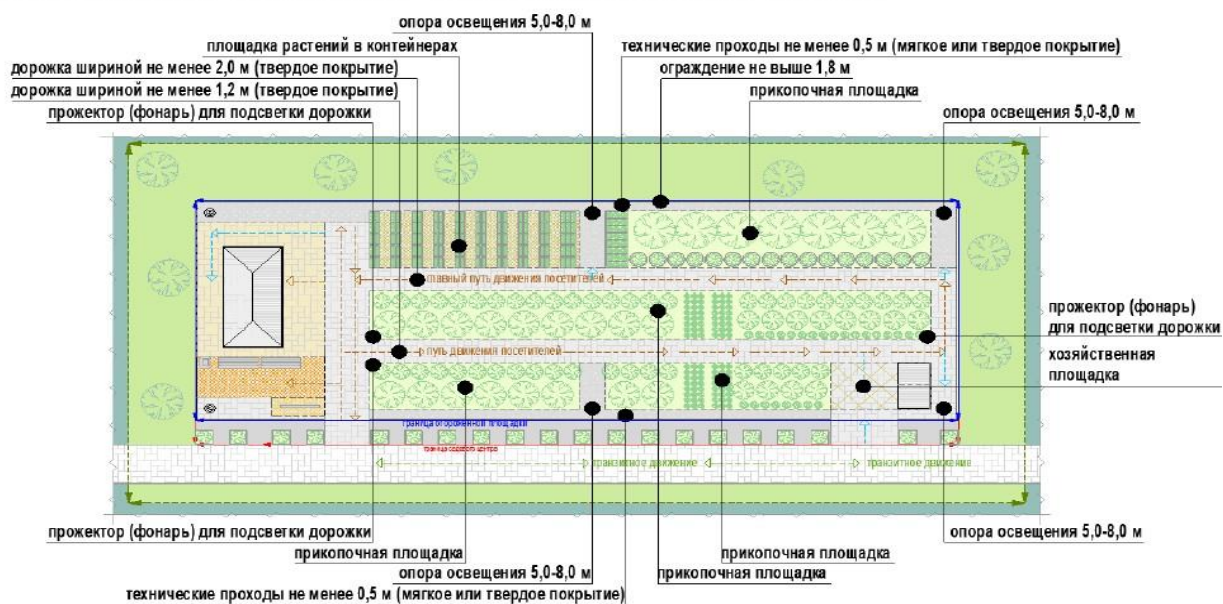 опора освещения 5,0-8,0 м
площадка растений в контейнерах
технические проходы не менее 0,5 м (мягкое или твердое покрытие)
дорожка шириной не менее 2,0 м (твердое покрытие)
ограждение не выше 1,8 м
дорожка шириной не менее 1,2 м (твердое покрытие)
прикопочная площадка
прожектор (фонарь) для подсветки дорожки
опора освещения 5,0-8,0 м
главный путь движения посетителей
прожектор (фонарь)
для подсветки дорожки
путь движения посетителей
хозяйственная
площадка
граница огороженной площадки
граница садового центра
транзитное движение
транзитное движение
прожектор (фонарь) для подсветки дорожки
опора освещения 5,0-8,0 м
прикопочная площадка
прикопочная площадка
опора освещения 5,0-8,0 м
прикопочная площадка
технические проходы не менее 0,5 м (мягкое или твердое покрытие)